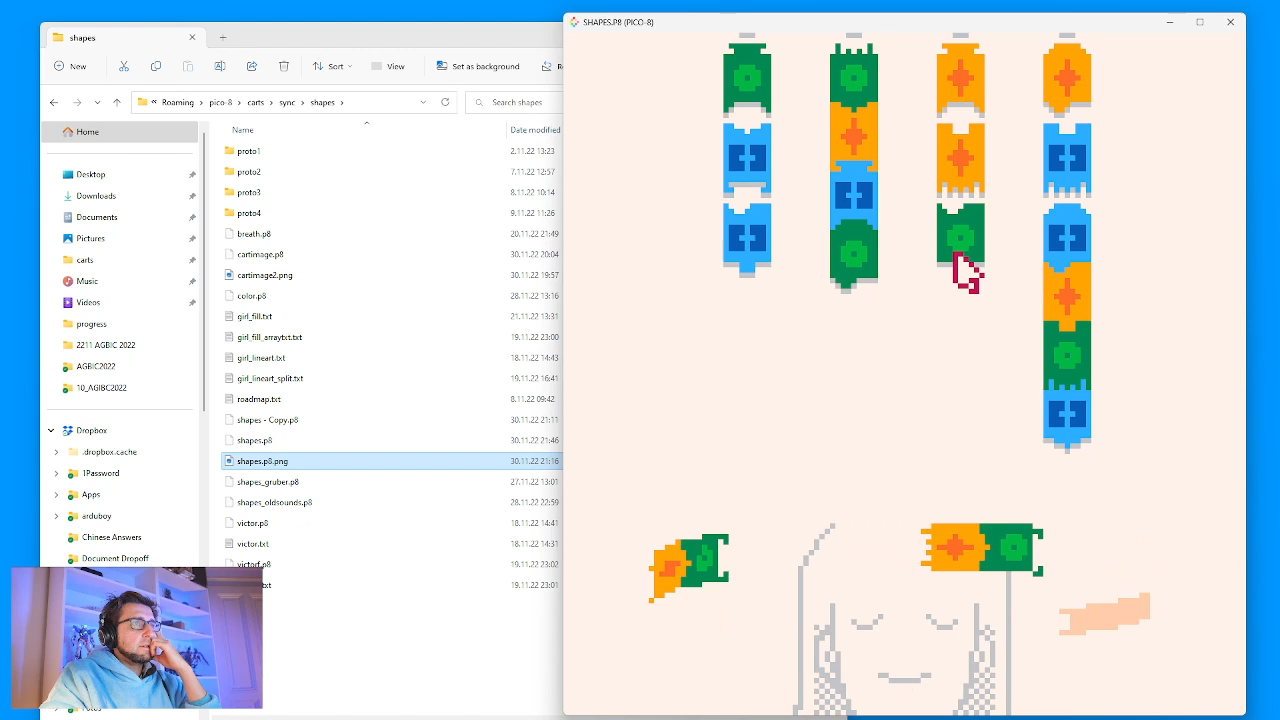 shapes
SHAPES.P8 (PICO-8)
New
Sort
View
Set as background
Roaming > pico-8 > carts > sync > shapes >
Search shapes
Home
Name
Date modified
proto1 2.11.22 13:23
Desktop
proto2 7.11.22 12:57
Downloads
proto3 8.11.22 10:14
Documents
proto4 9.11.22 11:26
Pictures
breath.p8 20.11.22 21:49
carts
cartimage.p8 30.11.22 20:54
Music
cartimage2.png 30.11.22 19:57
Videos
color.p8 28.11.22 13:16
progress
girl_fill.txt 21.11.22 13:31
2211 AGBIC 2022
girl_fill_arraytxt.txt 19.11.22 23:00
AGBIC2022
girl_lineart.txt 18.11.22 14:43
10_AGIBC2022
girl_lineart_split.txt 19.11.22 16:41
roadmap.txt 8.11.22 09:42
shapes - Copy.p8 30.11.22 21:11
Dropbox
shapes.p8 30.11.22 21:46
.dropbox.cache
shapes.p8.png 30.11.22 21:16
1Password
shapes_gruber.p8 27.11.22 13:01
Apps
shapes_oldsounds.p8 28.11.22 22:59
arduboy
victor.p8 18.11.22 14:41
Chinese Answers
victor.txt 18.11.22 14:31
Document Dropoff
19.11.22 23:02